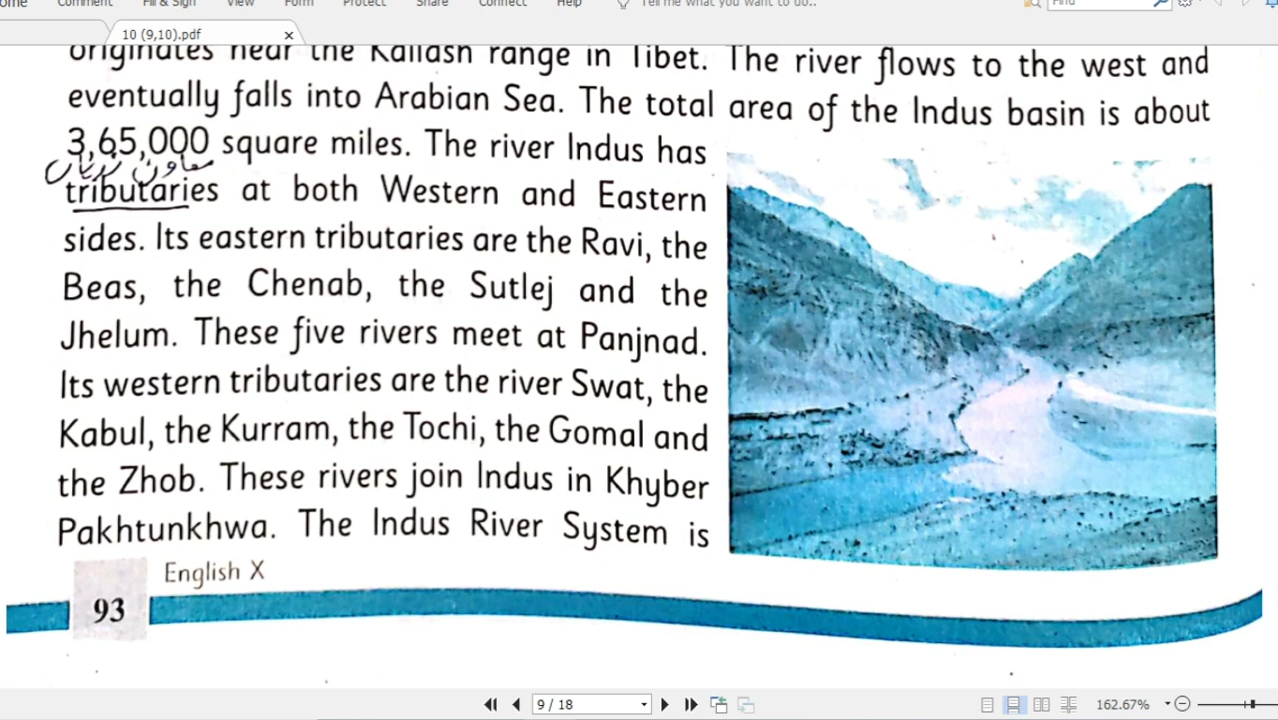 ome Comment Fill & Sign View Form Protect Share Connect Help Tell me what you want to do.. Find
10 (9,10).pdf
originates near the Kailash range in Tibet. The river flows to the west and
eventually falls into Arabian Sea. The total area of the Indus basin is about
3,65,000 square miles. The river Indus has
معاون ندیاں
tributaries at both Western and Eastern
sides. Its eastern tributaries are the Ravi, the
Beas, the Chenab, the Sutlej and the
Jhelum. These five rivers meet at Panjnad.
Its western tributaries are the river Swat, the
Kabul, the Kurram, the Tochi, the Gomal and
the Zhob. These rivers join Indus in Khyber
Pakhtunkhwa. The Indus River System is
English X
93
9 / 18 162.67%